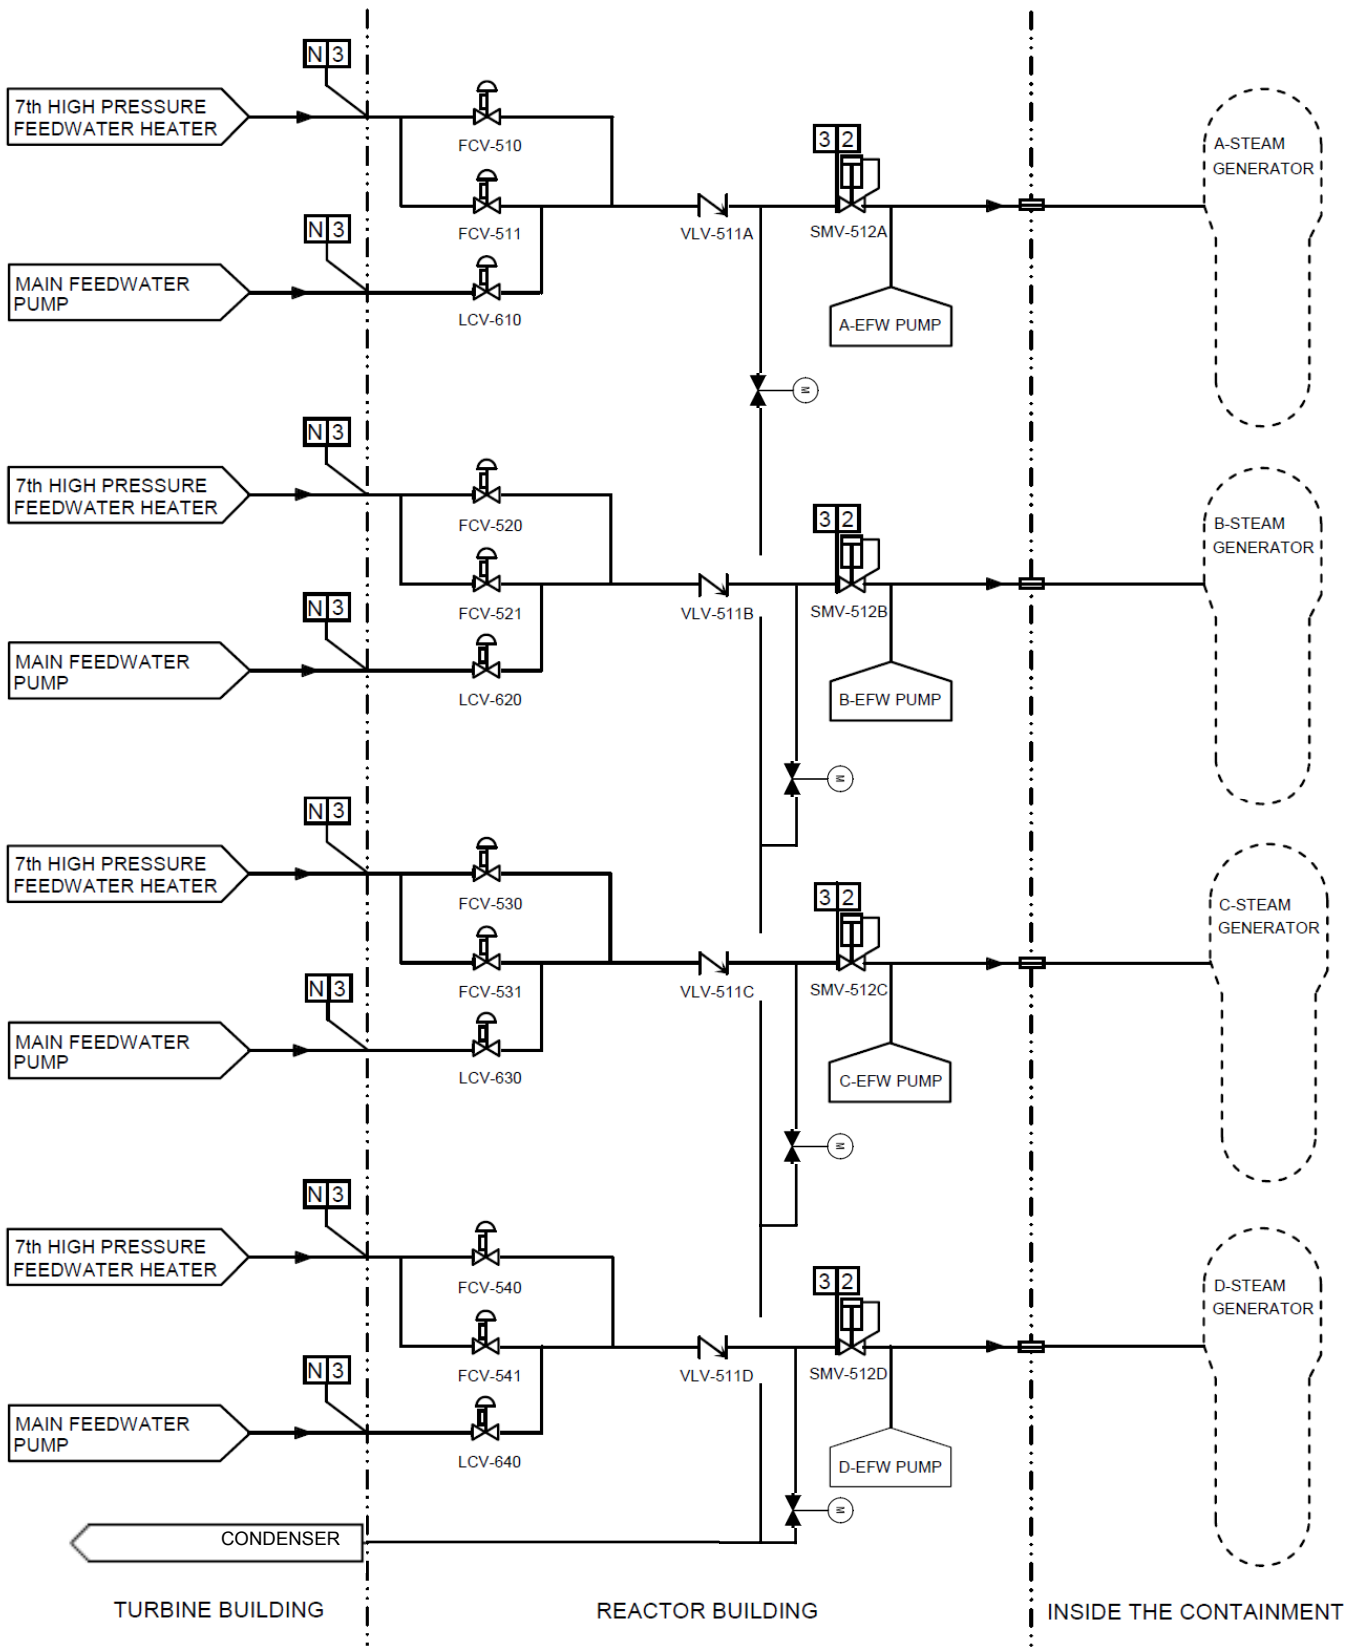 N 3
7th HIGH PRESSURE
FEEDWATER HEATER
FCV-510
3 2
A-STEAM
GENERATOR
FCV-511
VLV-511A
SMV-512A
N 3
MAIN FEEDWATER
PUMP
LCV-610
A-EFW PUMP
M
N 3
7th HIGH PRESSURE
FEEDWATER HEATER
FCV-520
3 2
B-STEAM
GENERATOR
FCV-521
VLV-511B
SMV-512B
N 3
MAIN FEEDWATER
PUMP
LCV-620
B-EFW PUMP
M
N 3
7th HIGH PRESSURE
FEEDWATER HEATER
FCV-530
3 2
C-STEAM
GENERATOR
FCV-531
VLV-511C
SMV-512C
N 3
MAIN FEEDWATER
PUMP
LCV-630
C-EFW PUMP
M
N 3
7th HIGH PRESSURE
FEEDWATER HEATER
FCV-540
3 2
D-STEAM
GENERATOR
FCV-541
VLV-511D
SMV-512D
N 3
MAIN FEEDWATER
PUMP
LCV-640
D-EFW PUMP
M
CONDENSER
TURBINE BUILDING
REACTOR BUILDING
INSIDE THE CONTAINMENT